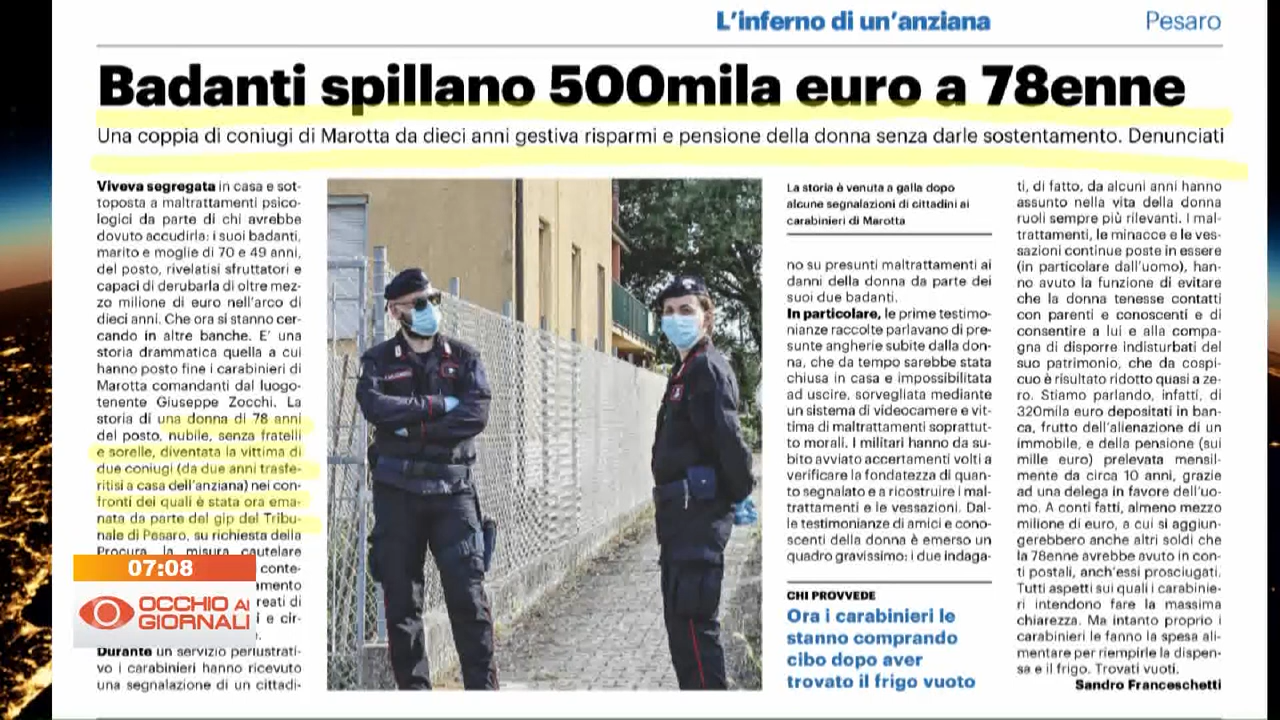 L'inferno di un'anziana
Pesaro
Badanti spillano 500mila euro a 78enne
Una coppia di coniugi di Marotta da dieci anni gestiva risparmi e pensione della donna senza darle sostentamento. Denunciati
Viveva segregata in casa e sot-
toposta a maltrattamenti psico-
logici da parte di chi avrebbe
dovuto accudirla: i suoi badanti,
marito e moglie di 70 e 49 anni,
del posto, rivelatisi sfruttatori e
capaci di derubarla di oltre mez-
zo milione di euro nell'arco di
dieci anni. Che ora si stanno cer-
cando in altre banche. E' una
storia drammatica quella a cui
hanno posto fine i carabinieri di
Marotta comandanti dal luogo-
tenente Giuseppe Zocchi. La
storia di una donna di 78 anni
del posto, nubile, senza fratelli
e sorelle, diventata la vittima di
due coniugi (da due anni trasfe-
ritisi a casa dell'anziana) nei con-
fronti dei quali è stata ora ema-
nata da parte del gip del Tribu-
nale di Pesaro, su richiesta della
Procura, la misura cautelare
conte-
amento
reati di
i e cir-
Durante un servizio perlustrati-
vo i carabinieri hanno ricevuto
una segnalazione di un cittadi-
07:08
OCCHIO AI
GIORNALI
La storia è venuta a galla dopo
alcune segnalazioni di cittadini ai
carabinieri di Marotta
no su presunti maltrattamenti ai
danni della donna da parte dei
suoi due badanti.
In particolare, le prime testimo-
nianze raccolte parlavano di pre-
sunte angherie subite dalla don-
na, che da tempo sarebbe stata
chiusa in casa e impossibilitata
ad uscire, sorvegliata mediante
un sistema di videocamere e vit-
tima di maltrattamenti soprattut-
to morali. I militari hanno da su-
bito avviato accertamenti volti a
verificare la fondatezza di quan-
to segnalato e a ricostruire i mal-
trattamenti e le vessazioni. Dal-
le testimonianze di amici e cono-
scenti della donna è emerso un
quadro gravissimo: i due indaga-
CHI PROVVEDE
Ora i carabinieri le
stanno comprando
cibo dopo aver
trovato il frigo vuoto
ti, di fatto, da alcuni anni hanno
assunto nella vita della donna
ruoli sempre più rilevanti. I mal-
trattamenti, le minacce e le ves-
sazioni continue poste in essere
(in particolare dall'uomo), han-
no avuto la funzione di evitare
che la donna tenesse contatti
con parenti e conoscenti e di
consentire a lui e alla compa-
gna di disporre indisturbati del
suo patrimonio, che da cospi-
cuo è risultato ridotto quasi a ze-
ro. Stiamo parlando, infatti, di
320mila euro depositati in ban-
ca, frutto dell'alienazione di un
immobile, e della pensione (sui
mille euro) prelevata mensil-
mente da circa 10 anni, grazie
ad una delega in favore dell'uo-
mo. A conti fatti, almeno mezzo
milione di euro, a cui si aggiun-
gerebbero anche altri soldi che
la 78enne avrebbe avuto in con-
ti postali, anch'essi prosciugati.
Tutti aspetti sui quali i carabinie-
ri intendono fare la massima
chiarezza. Ma intanto proprio i
carabinieri le fanno la spesa ali-
mentare per riempirle la dispen-
sa e il frigo. Trovati vuoti.
Sandro Franceschetti